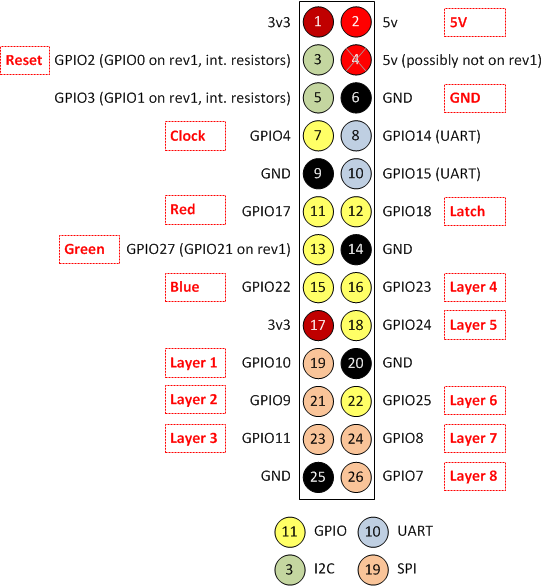 3v3 1 2 5v 5V
Reset GPIO2 (GPIO0 on rev1, int. resistors) 3 4 5v (possibly not on rev1)
GPIO3 (GPIO1 on rev1, int. resistors) 5 6 GND GND
Clock GPIO4 7 8 GPIO14 (UART)
GND 9 10 GPIO15 (UART)
Red GPIO17 11 12 GPIO18 Latch
Green GPIO27 (GPIO21 on rev1) 13 14 GND
Blue GPIO22 15 16 GPIO23 Layer 4
3v3 17 18 GPIO24 Layer 5
Layer 1 GPIO10 19 20 GND
Layer 2 GPIO9 21 22 GPIO25 Layer 6
Layer 3 GPIO11 23 24 GPIO8 Layer 7
GND 25 26 GPIO7 Layer 8
11 GPIO 10 UART
3 I2C 19 SPI